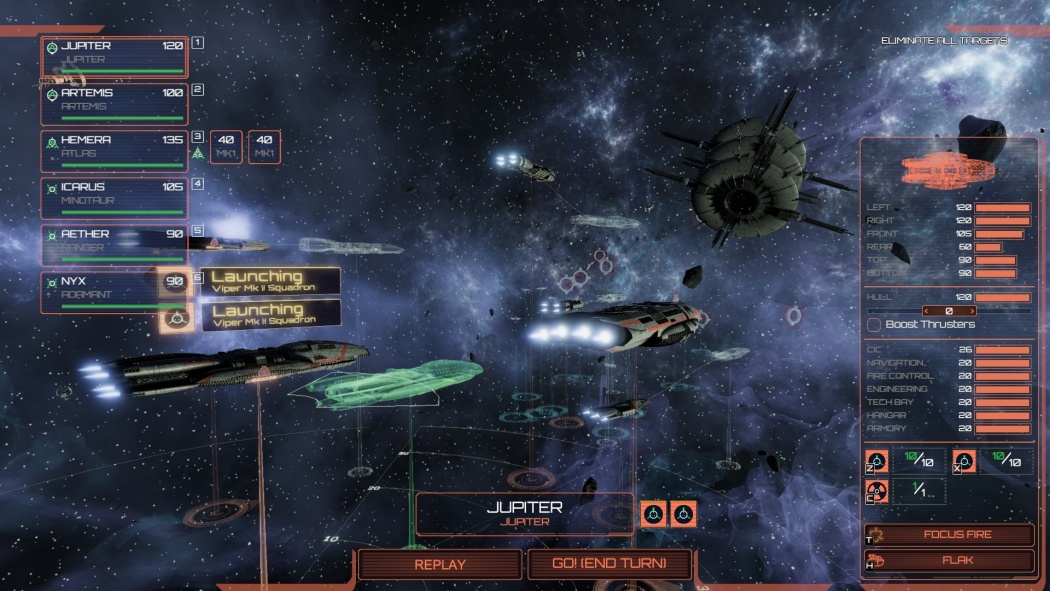 JUPITER 120 1
JUPITER
ARTEMIS 100 2
ARTEMIS
HEMERA 135 3 40 40
ATLAS MK1 MK1
ICARUS 105 4
MINOTAUR
AETHER 90 5
RANGER
NYX 90 6
ADAMANT
Launching
Viper Mk II Squadron
Launching
Viper Mk II Squadron
ELIMINATE ALL TARGETS
LEFT 120
RIGHT 120
FRONT 105
REAR 60
TOP 90
BOTTOM 90
HULL 120
< 0 >
Boost Thrusters
CIC 26
NAVIGATION 20
FIRE CONTROL 20
ENGINEERING 20
TECH BAY 20
HANGAR 20
ARMORY 20
Z 10/10 X 10/10
C 1/1
T FOCUS FIRE
H FLAK
30
20
10
JUPITER
JUPITER
REPLAY GO! (END TURN)